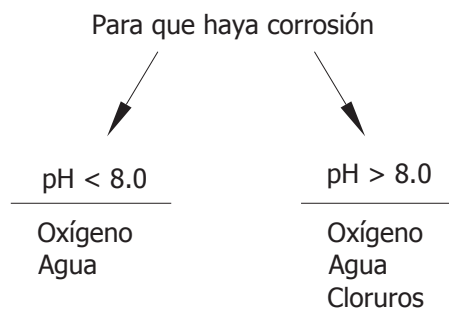 Para que haya corrosión
pH < 8.0
Oxígeno
Agua
pH > 8.0
Oxígeno
Agua
Cloruros